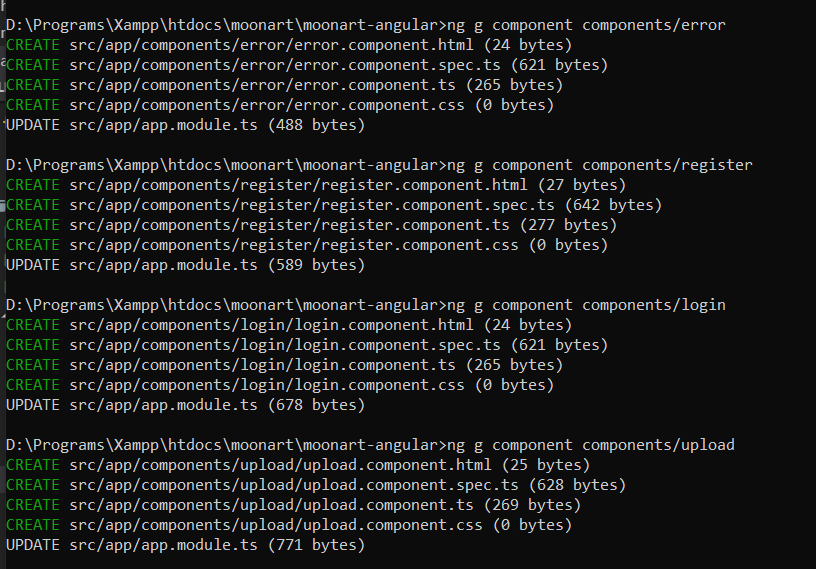 D:\Programs\Xampp\htdocs\moonart\moonart-angular>ng g component components/error
CREATE src/app/components/error/error.component.html (24 bytes)
CREATE src/app/components/error/error.component.spec.ts (621 bytes)
CREATE src/app/components/error/error.component.ts (265 bytes)
CREATE src/app/components/error/error.component.css (0 bytes)
UPDATE src/app/app.module.ts (488 bytes)
D:\Programs\Xampp\htdocs\moonart\moonart-angular>ng g component components/register
CREATE src/app/components/register/register.component.html (27 bytes)
CREATE src/app/components/register/register.component.spec.ts (642 bytes)
CREATE src/app/components/register/register.component.ts (277 bytes)
CREATE src/app/components/register/register.component.css (0 bytes)
UPDATE src/app/app.module.ts (589 bytes)
D:\Programs\Xampp\htdocs\moonart\moonart-angular>ng g component components/login
CREATE src/app/components/login/login.component.html (24 bytes)
CREATE src/app/components/login/login.component.spec.ts (621 bytes)
CREATE src/app/components/login/login.component.ts (265 bytes)
CREATE src/app/components/login/login.component.css (0 bytes)
UPDATE src/app/app.module.ts (678 bytes)
D:\Programs\Xampp\htdocs\moonart\moonart-angular>ng g component components/upload
CREATE src/app/components/upload/upload.component.html (25 bytes)
CREATE src/app/components/upload/upload.component.spec.ts (628 bytes)
CREATE src/app/components/upload/upload.component.ts (269 bytes)
CREATE src/app/components/upload/upload.component.css (0 bytes)
UPDATE src/app/app.module.ts (771 bytes)